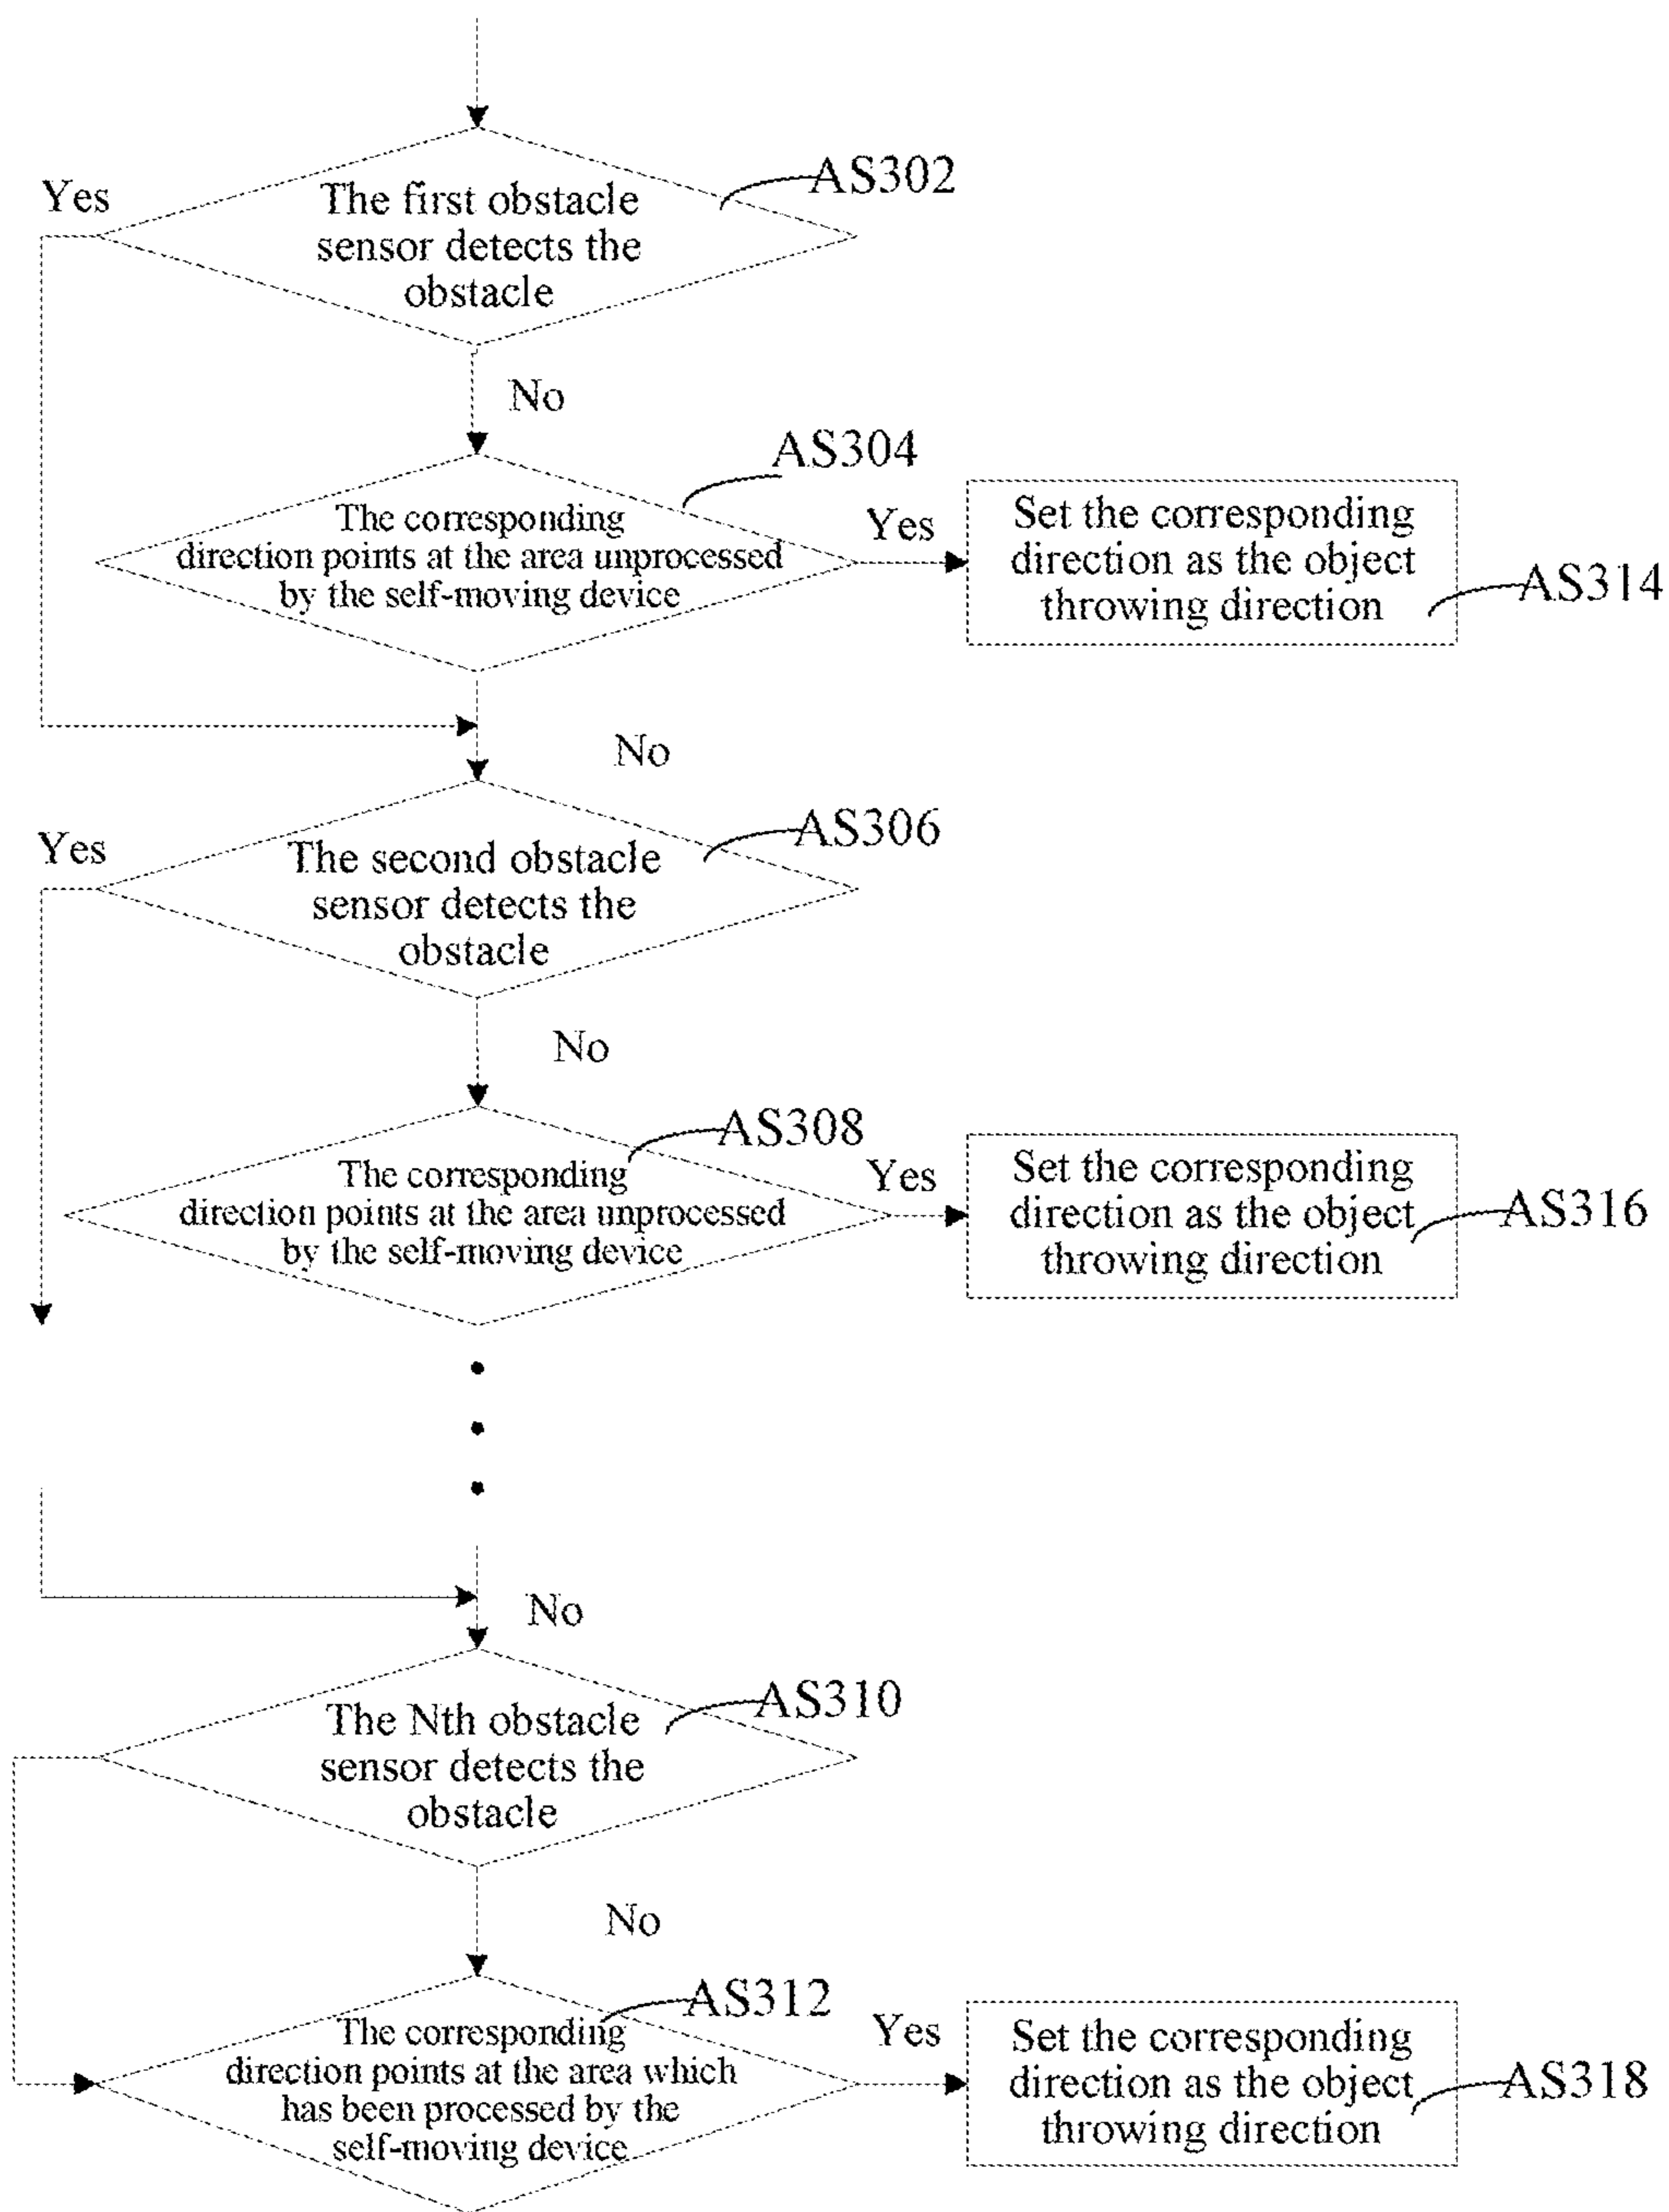 Yes
The first obstacle
sensor detects the
obstacle
AS302
No
AS304
The corresponding
direction points at the area unprocessed
by the self-moving device
Yes
Set the corresponding
direction as the object
throwing direction
AS314
No
Yes
The second obstacle
sensor detects the
obstacle
AS306
No
AS308
The corresponding
direction points at the area unprocessed
by the self-moving device
Yes
Set the corresponding
direction as the object
throwing direction
AS316
No
The Nth obstacle
sensor detects the
obstacle
AS310
No
AS312
The corresponding
direction points at the area which
has been processed by the
self-moving device
Yes
Set the corresponding
direction as the object
throwing direction
AS318